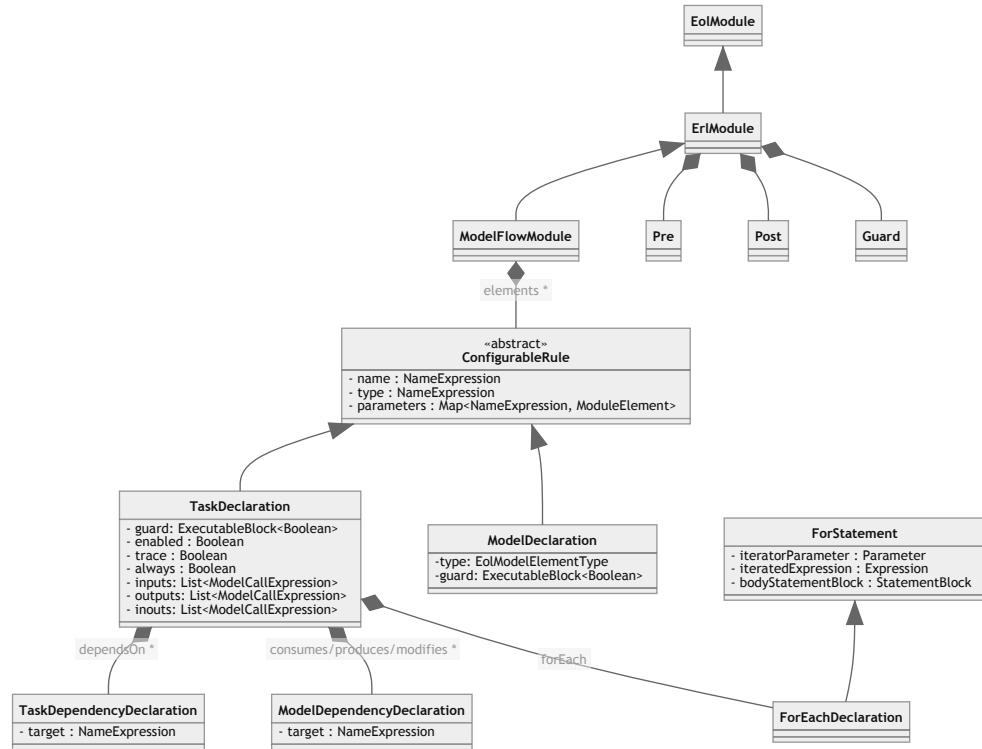 EolModule
ErlModule
ModelFlowModule
Pre
Post
Guard
elements *
«abstract»
ConfigurableRule
- name : NameExpression
- type : NameExpression
- parameters : Map<NameExpression, ModuleElement>
TaskDeclaration
- guard: ExecutableBlock<Boolean>
- enabled : Boolean
- trace : Boolean
- always : Boolean
- inputs: List<ModelCallExpression>
- outputs: List<ModelCallExpression>
- inouts: List<ModelCallExpression>
ModelDeclaration
-type: EolModelElementType
-guard: ExecutableBlock<Boolean>
ForStatement
- iteratorParameter : Parameter
- iteratedExpression : Expression
- bodyStatementBlock : StatementBlock
dependsOn *
consumes/produces/modifies *
forEach
TaskDependencyDeclaration
- target : NameExpression
ModelDependencyDeclaration
- target : NameExpression
ForEachDeclaration